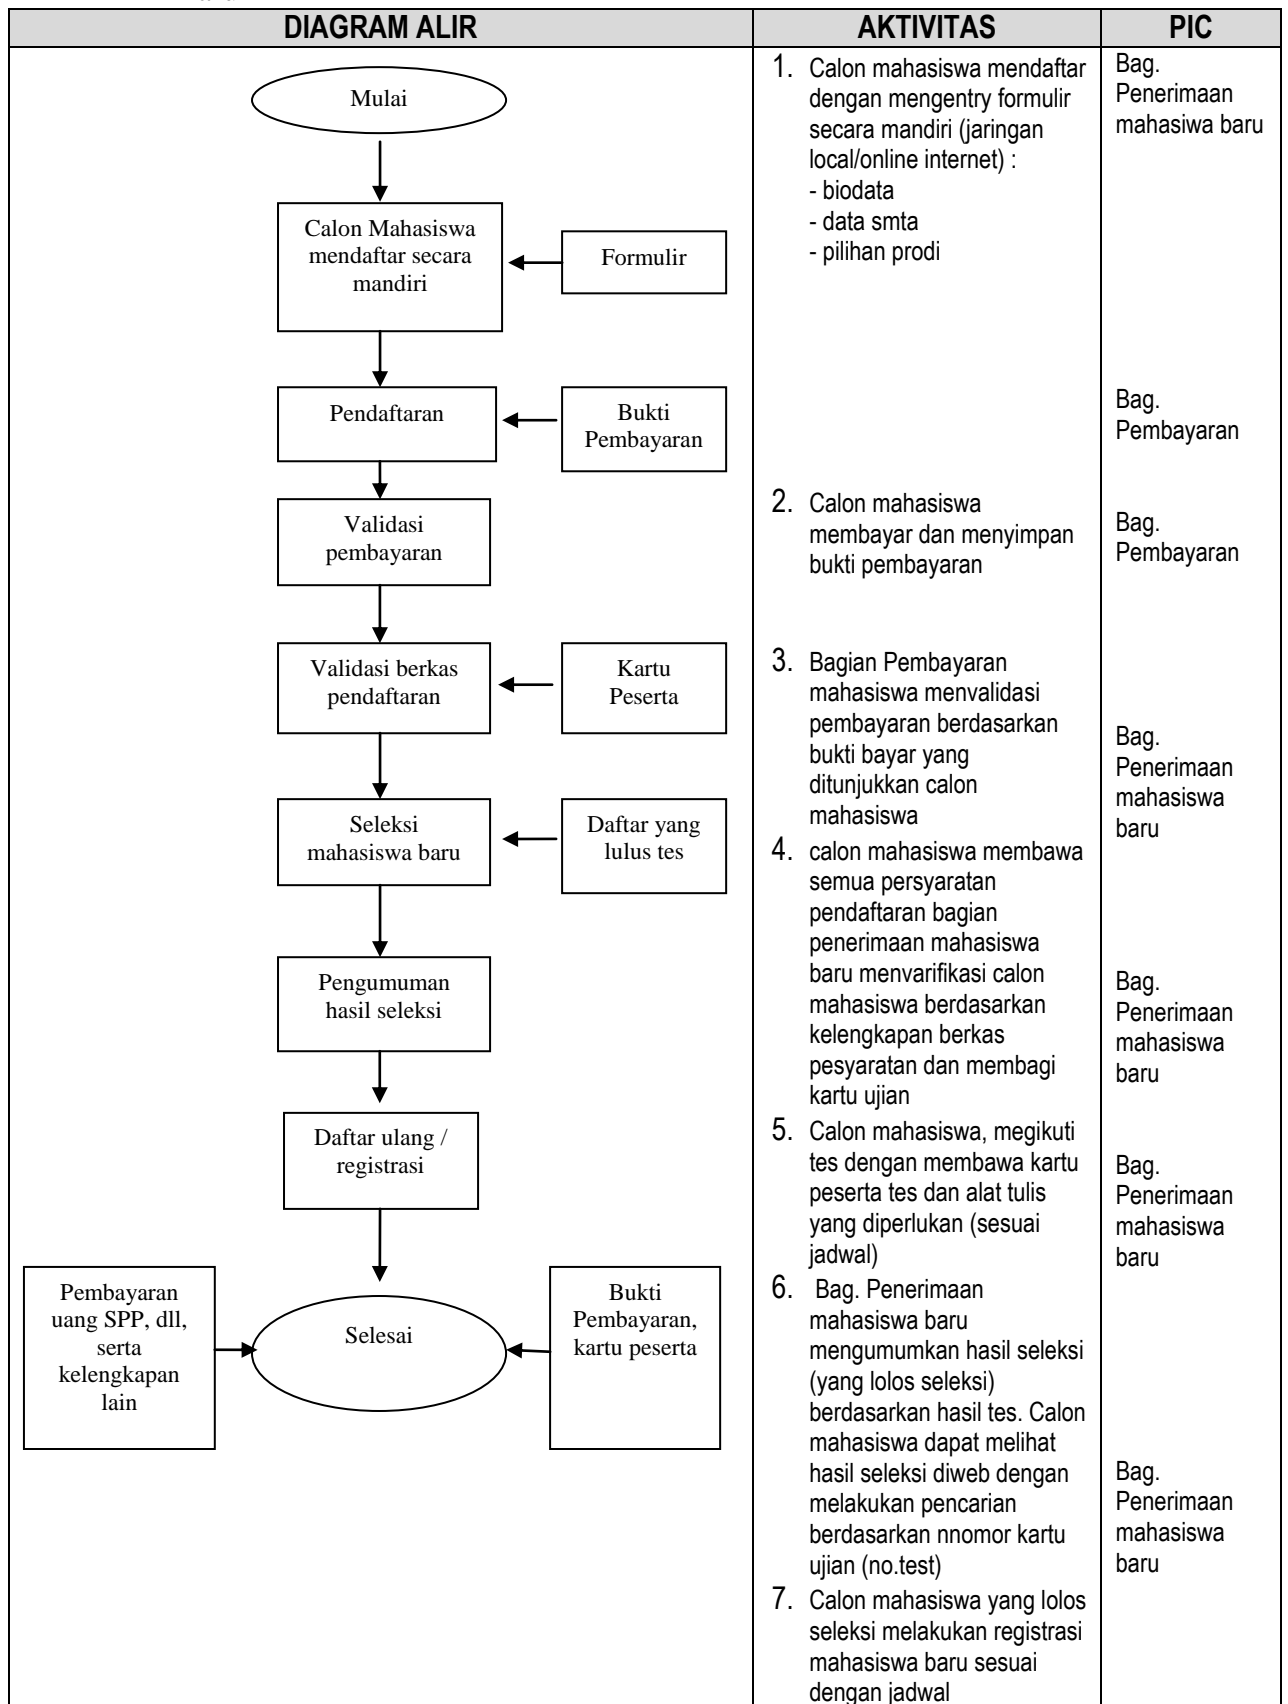 DIAGRAM ALIR
AKTIVITAS
PIC
Mulai
Calon Mahasiswa
mendaftar secara
mandiri
Formulir
Pendaftaran
Bukti
Pembayaran
Validasi
pembayaran
Validasi berkas
pendaftaran
Kartu
Peserta
Seleksi
mahasiswa baru
Daftar yang
lulus tes
Pengumuman
hasil seleksi
Daftar ulang /
registrasi
Pembayaran
uang SPP, dll,
serta
kelengkapan
lain
Selesai
Bukti
Pembayaran,
kartu peserta
1. Calon mahasiswa mendaftar
dengan mengentry formulir
secara mandiri (jaringan
local/online internet) :
- biodata
- data smta
- pilihan prodi
2. Calon mahasiswa
membayar dan menyimpan
bukti pembayaran
3. Bagian Pembayaran
mahasiswa menvalidasi
pembayaran berdasarkan
bukti bayar yang
ditunjukkan calon
mahasiswa
4. calon mahasiswa membawa
semua persyaratan
pendaftaran bagian
penerimaan mahasiswa
baru menvarifikasi calon
mahasiswa berdasarkan
kelengkapan berkas
pesyaratan dan membagi
kartu ujian
5. Calon mahasiswa, megikuti
tes dengan membawa kartu
peserta tes dan alat tulis
yang diperlukan (sesuai
jadwal)
6. Bag. Penerimaan
mahasiswa baru
mengumumkan hasil seleksi
(yang lolos seleksi)
berdasarkan hasil tes. Calon
mahasiswa dapat melihat
hasil seleksi diweb dengan
melakukan pencarian
berdasarkan nnomor kartu
ujian (no.test)
7. Calon mahasiswa yang lolos
seleksi melakukan registrasi
mahasiswa baru sesuai
dengan jadwal
Bag.
Penerimaan
mahasiwa baru
Bag.
Pembayaran
Bag.
Pembayaran
Bag.
Penerimaan
mahasiswa
baru
Bag.
Penerimaan
mahasiswa
baru
Bag.
Penerimaan
mahasiswa
baru
Bag.
Penerimaan
mahasiswa
baru